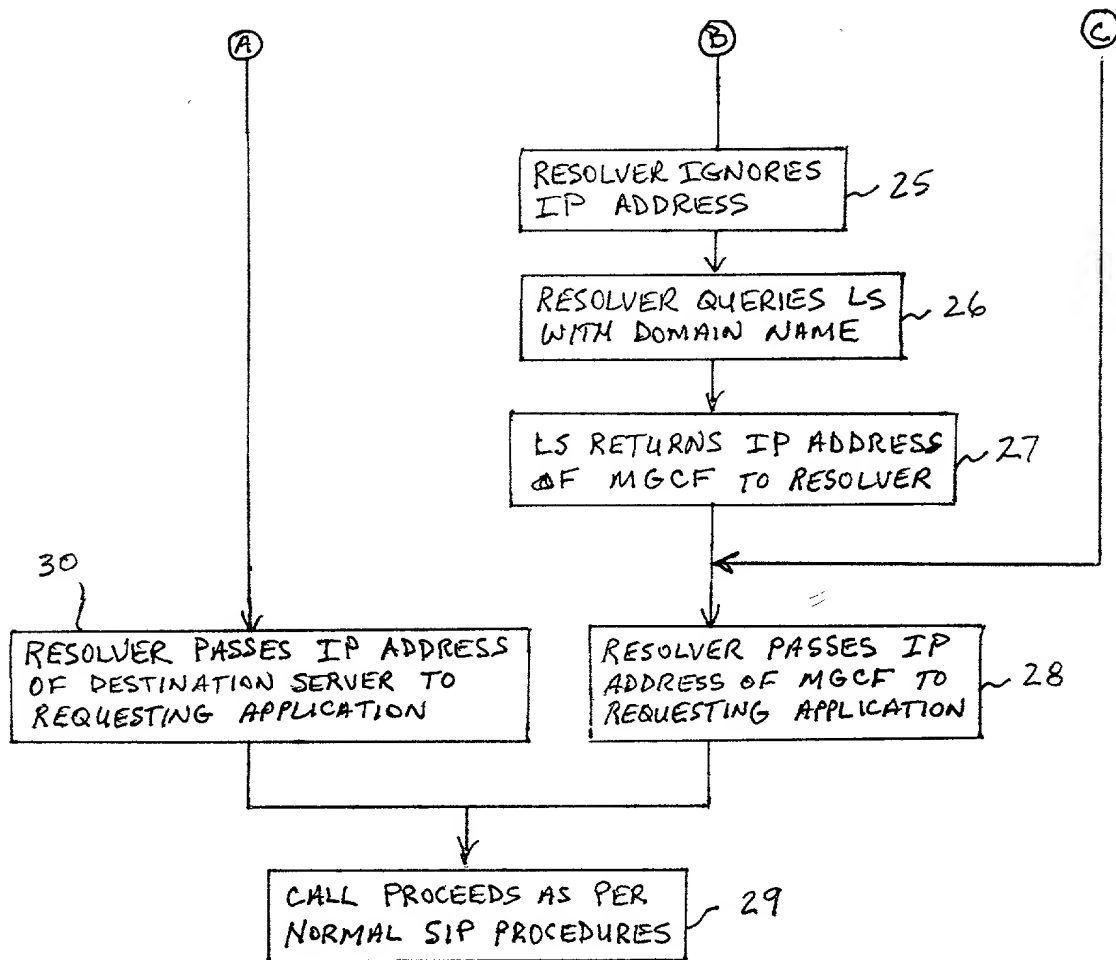 A
B
C
RESOLVER IGNORES
IP ADDRESS
25
RESOLVER QUERIES LS
WITH DOMAIN NAME
26
LS RETURNS IP ADDRESS
OF MGCF TO RESOLVER
27
30
RESOLVER PASSES IP ADDRESS
OF DESTINATION SERVER TO
REQUESTING APPLICATION
RESOLVER PASSES IP
ADDRESS OF MGCF TO
REQUESTING APPLICATION
28
CALL PROCEEDS AS PER
NORMAL SIP PROCEDURES
29